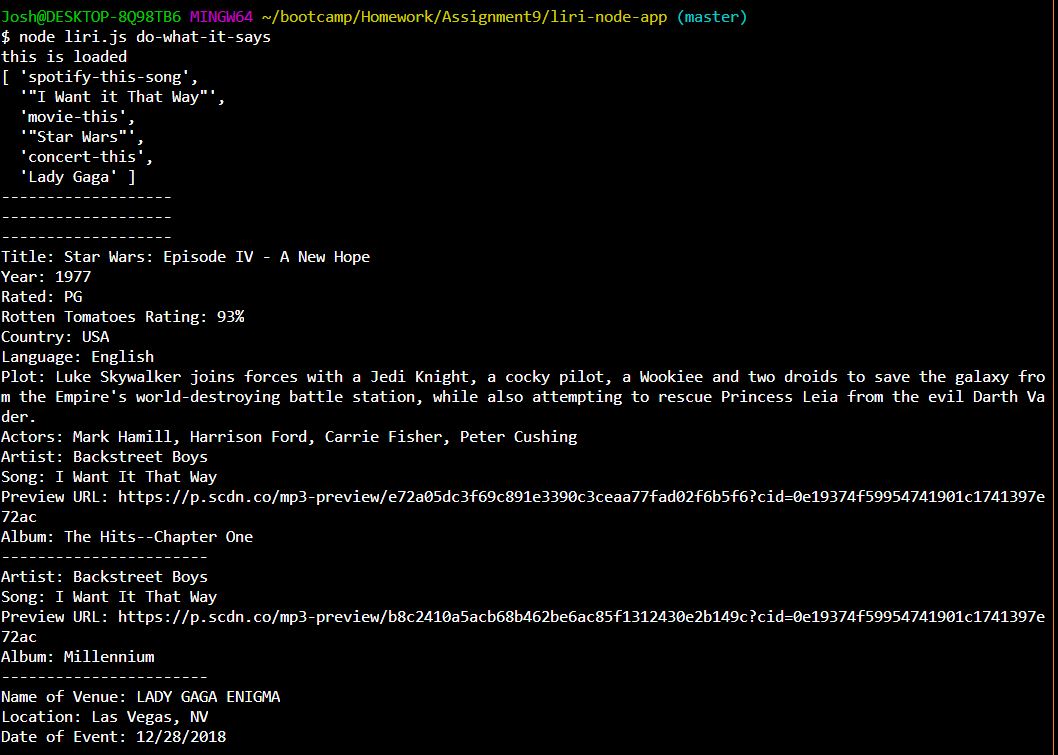 Josh@DESKTOP-8Q98TB6 MINGW64 ~/bootcamp/Homework/Assignment9/liri-node-app (master)
$ node liri.js do-what-it-says
this is loaded
[ 'spotify-this-song',
  '"I Want it That Way"',
  'movie-this',
  '"Star Wars"',
  'concert-this',
  'Lady Gaga' ]
-------------------
-------------------
-------------------
Title: Star Wars: Episode IV - A New Hope
Year: 1977
Rated: PG
Rotten Tomatoes Rating: 93%
Country: USA
Language: English
Plot: Luke Skywalker joins forces with a Jedi Knight, a cocky pilot, a Wookiee and two droids to save the galaxy fro
m the Empire's world-destroying battle station, while also attempting to rescue Princess Leia from the evil Darth Va
der.
Actors: Mark Hamill, Harrison Ford, Carrie Fisher, Peter Cushing
Artist: Backstreet Boys
Song: I Want It That Way
Preview URL: https://p.scdn.co/mp3-preview/e72a05dc3f69c891e3390c3ceaa77fad02f6b5f6?cid=0e19374f59954741901c1741397e
72ac
Album: The Hits--Chapter One
-----------------------
Artist: Backstreet Boys
Song: I Want It That Way
Preview URL: https://p.scdn.co/mp3-preview/b8c2410a5acb68b462be6ac85f1312430e2b149c?cid=0e19374f59954741901c1741397e
72ac
Album: Millennium
-----------------------
Name of Venue: LADY GAGA ENIGMA
Location: Las Vegas, NV
Date of Event: 12/28/2018